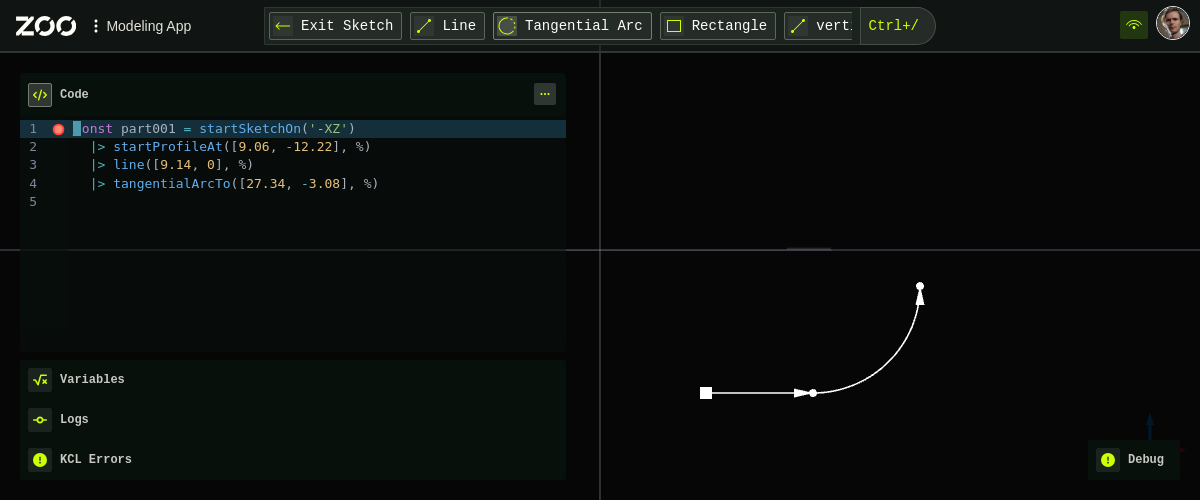 ZOO Modeling App Exit Sketch Line Tangential Arc Rectangle Ctrl+/
Code
1 onst part001 = startSketchOn('-XZ')
2 |> startProfileAt([9.06, -12.22], %)
3 |> line([9.14, 0], %)
4 |> tangentialArcTo([27.34, -3.08], %)
5
Variables
Logs
KCL Errors
Debug